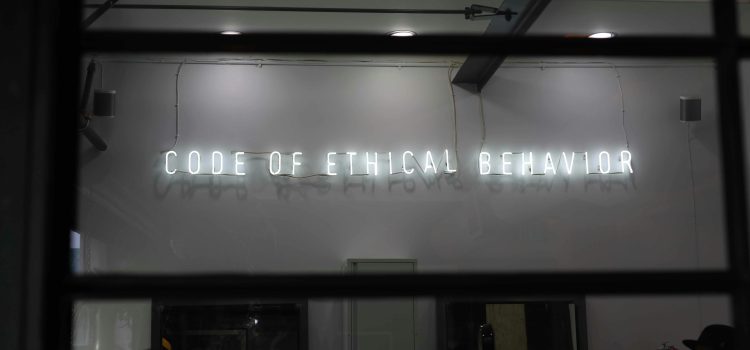 CODE OF ETHICAL BEHAVIOR